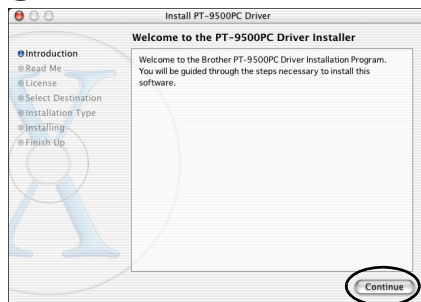 Install PT-9500PC Driver
Welcome to the PT-9500PC Driver Installer
Introduction
Read Me
License
Select Destination
Installation Type
Installing
Finish Up
Welcome to the Brother PT-9500PC Driver Installation Program.
You will be guided through the steps necessary to install this
software.
Continue